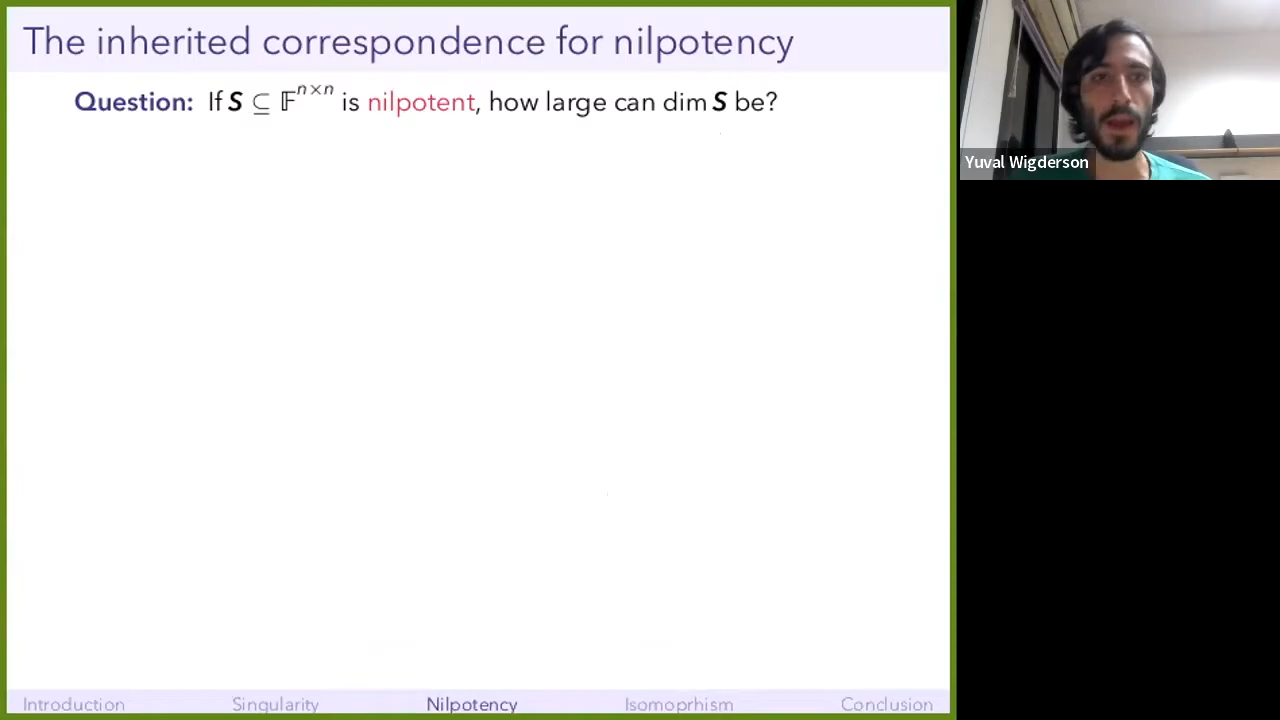 The inherited correspondence for nilpotency
Question: If S ⊆ 𝔽^{n×n} is nilpotent, how large can dim S be?
Yuval Wigderson
Introduction Singularity Nilpotency Isomoprhism Conclusion